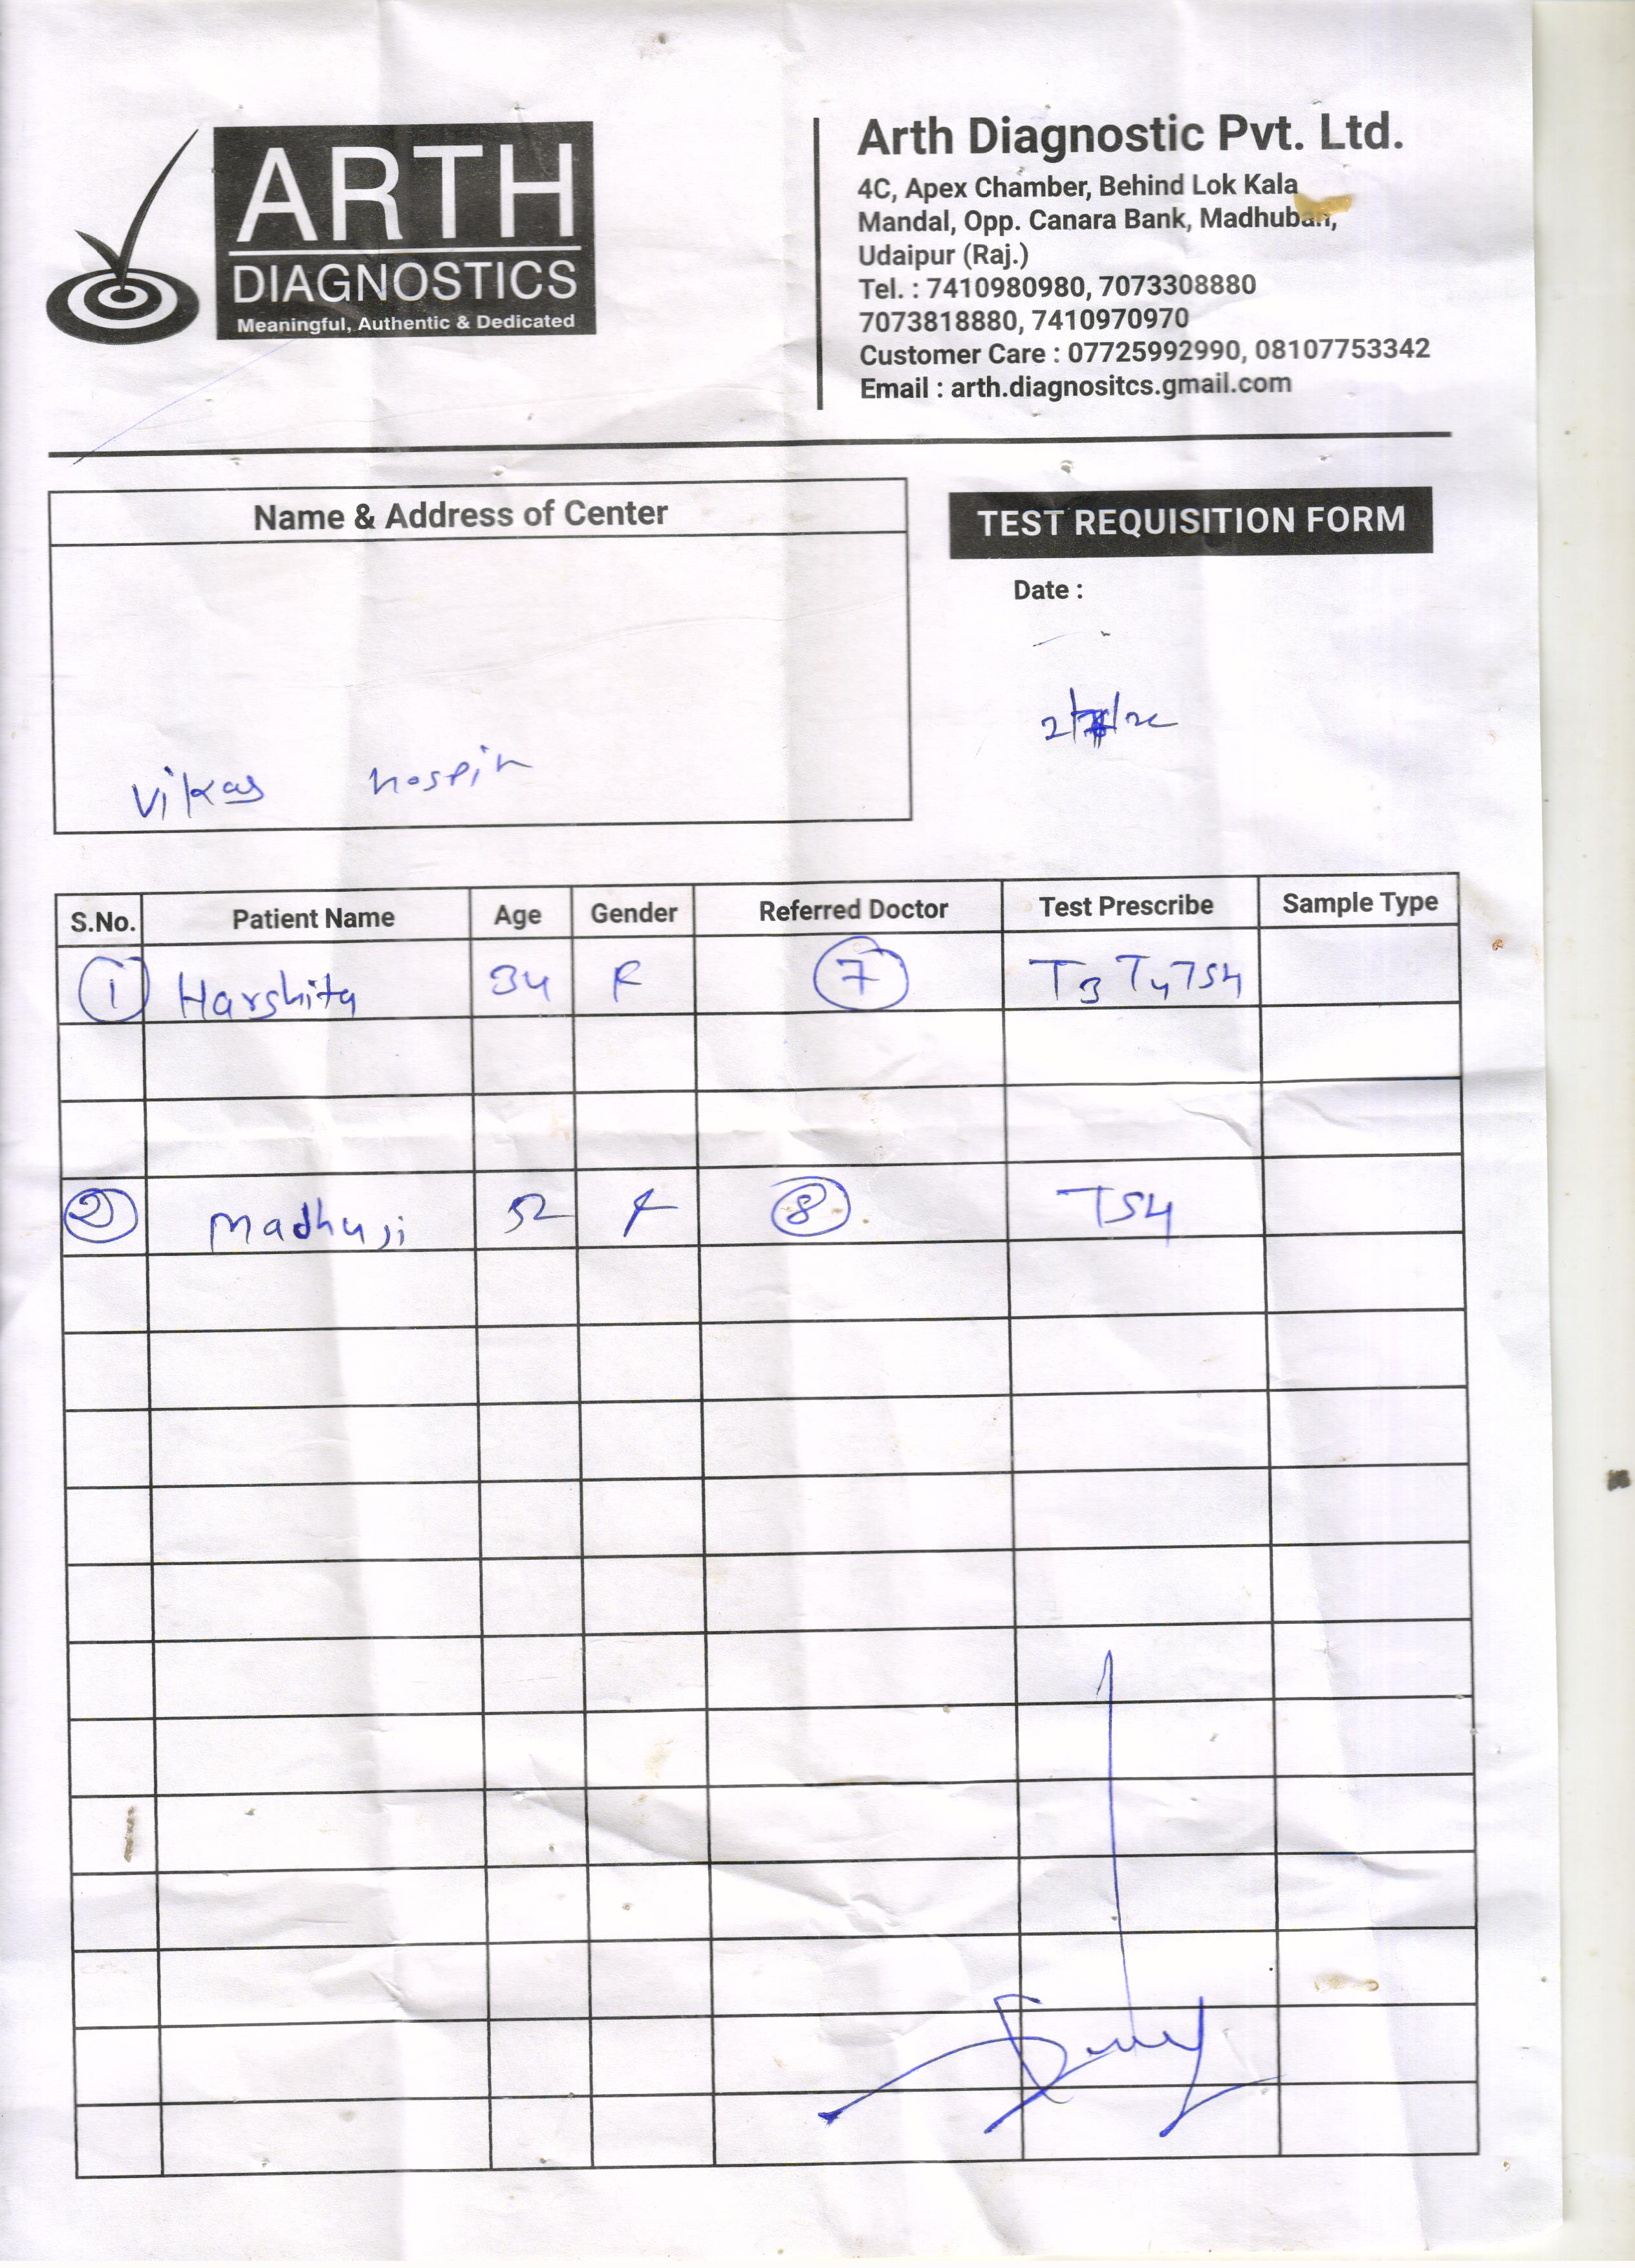 ARTH
DIAGNOSTICS
Meaningful, Authentic & Dedicated
Arth Diagnostic Pvt. Ltd.
4C, Apex Chamber, Behind Lok Kala
Mandal, Opp. Canara Bank, Madhuban,
Udaipur (Raj.)
Tel. : 7410980980, 7073308880
7073818880, 7410970970
Customer Care : 07725992990, 08107753342
Email : arth.diagnositcs.gmail.com
Name & Address of Center
Vikas
TEST REQUISITION FORM
Date :
S.No. Patient Name Age Gender Referred Doctor Test Prescribe Sample Type
1 Harshita 34 F 7 T3 T4 TSH
2 Madhuji 52 F 8 TSH